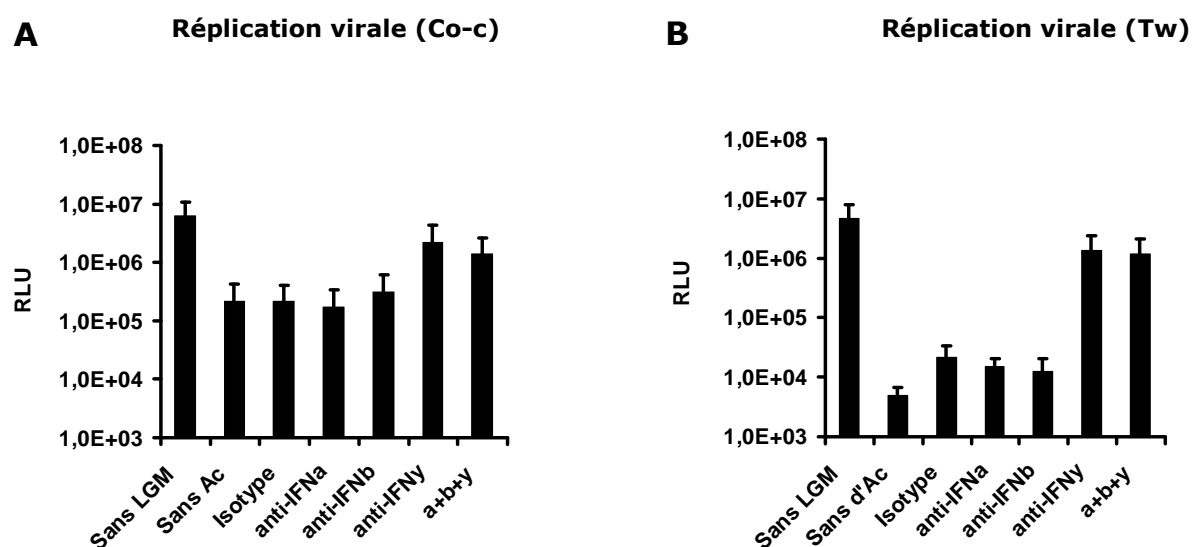 A
Réplication virale (Co-c)
1,0E+08
1,0E+07
1,0E+06
1,0E+05
1,0E+04
1,0E+03
RLU
Sans LGM
Sans Ac
Isotype
anti-IFNa
anti-IFNb
anti-IFNy
a+b+y
B
Réplication virale (Tw)
1,0E+08
1,0E+07
1,0E+06
1,0E+05
1,0E+04
1,0E+03
RLU
Sans LGM
Sans d'Ac
Isotype
anti-IFNa
anti-IFNb
anti-IFNy
a+b+y